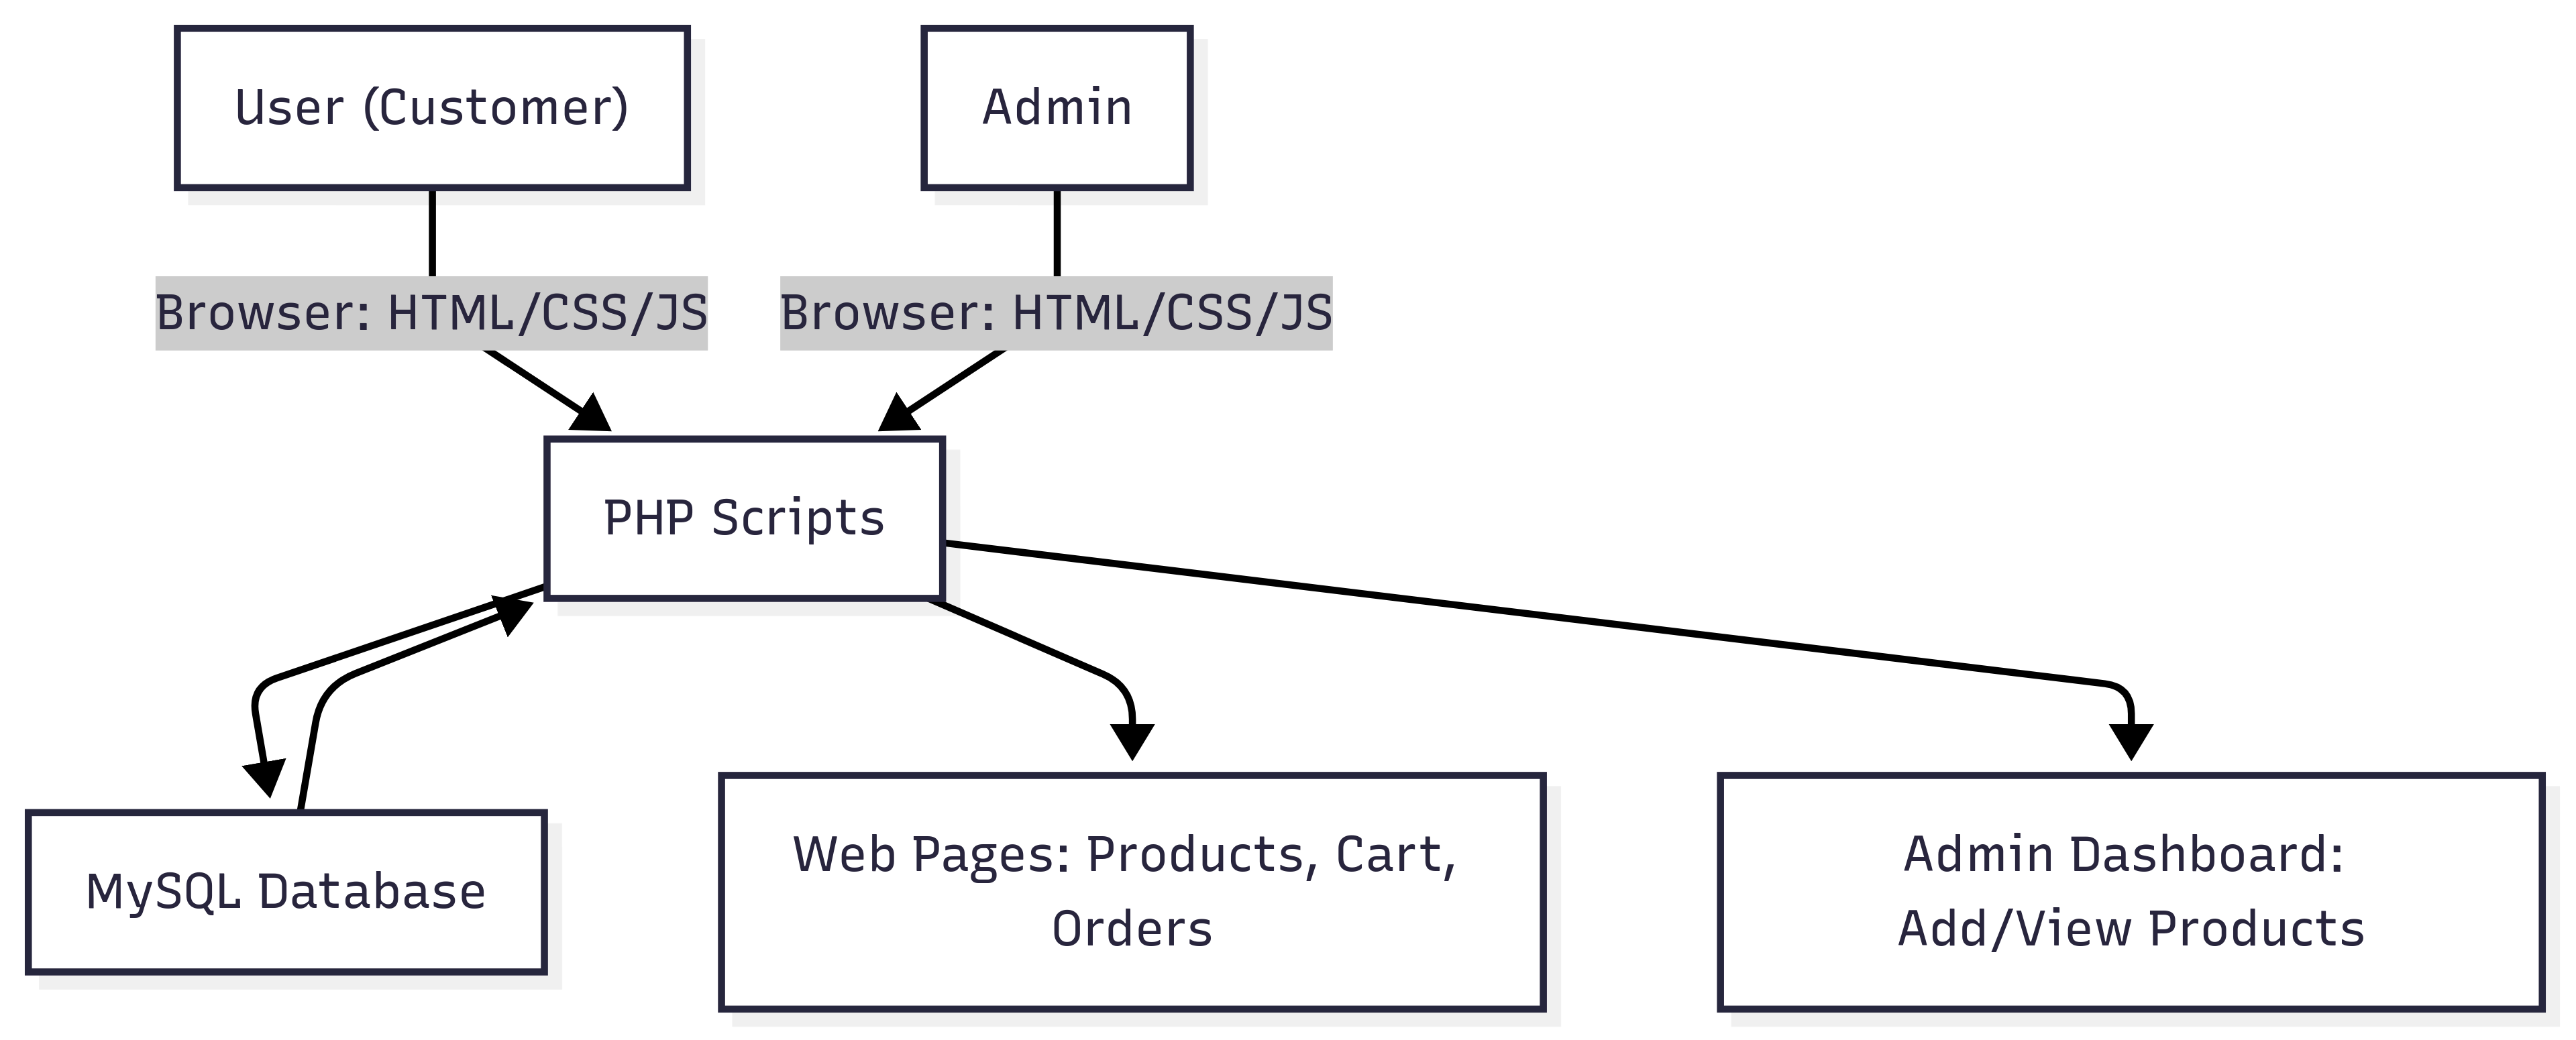 User (Customer)
Admin
Browser: HTML/CSS/JS
Browser: HTML/CSS/JS
PHP Scripts
MySQL Database
Web Pages: Products, Cart,
Orders
Admin Dashboard:
Add/View Products